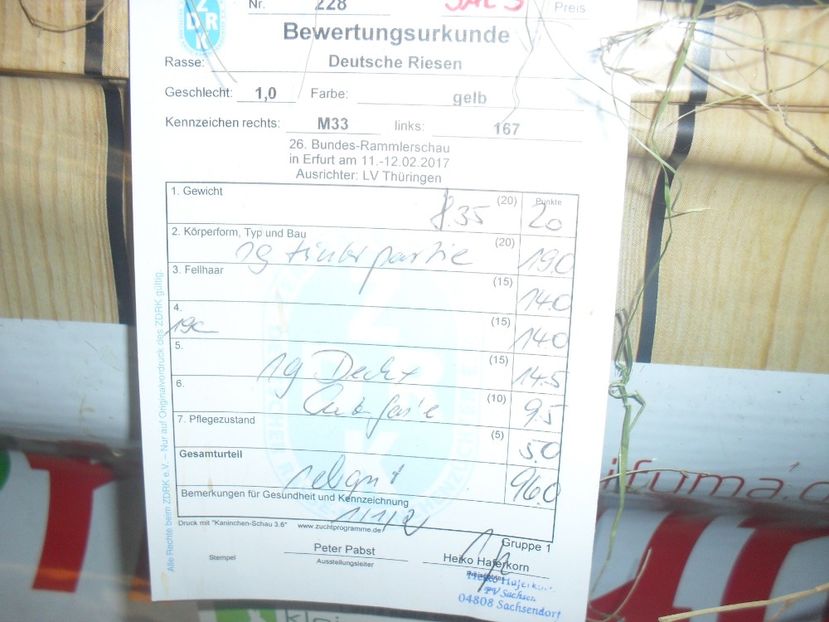 Nr. 228 Preis
ZDRK
Bewertungsurkunde
Rasse: Deutsche Riesen
Geschlecht: 1,0 Farbe: gelb
Kennzeichen rechts: M33 links: 167
26. Bundes-Rammlerschau
in Erfurt am 11.-12.02.2017
Ausrichter: LV Thüringen
1. Gewicht (20) Punkte
8.35 20
2. Körperform, Typ und Bau (20)
19.0
3. Fellhaar (15)
14.0
4. (15)
14.0
5. (15)
14.5
6. (10)
9.5
7. Pflegezustand (5)
5.0
Gesamturteil
96.0
Bemerkungen für Gesundheit und Kennzeichnung
Druck mit "Kaninchen-Schau 3.6" www.zuchtprogramme.de
Gruppe 1
Stempel Peter Pabst Heiko Haferkorn
Ausstellungsleiter
PV Sachsen
04808 Sachsendorf
Alle Rechte beim ZDRK e.V. – Nur auf Originalvordruck des ZDRK gültig.
ifuma.d